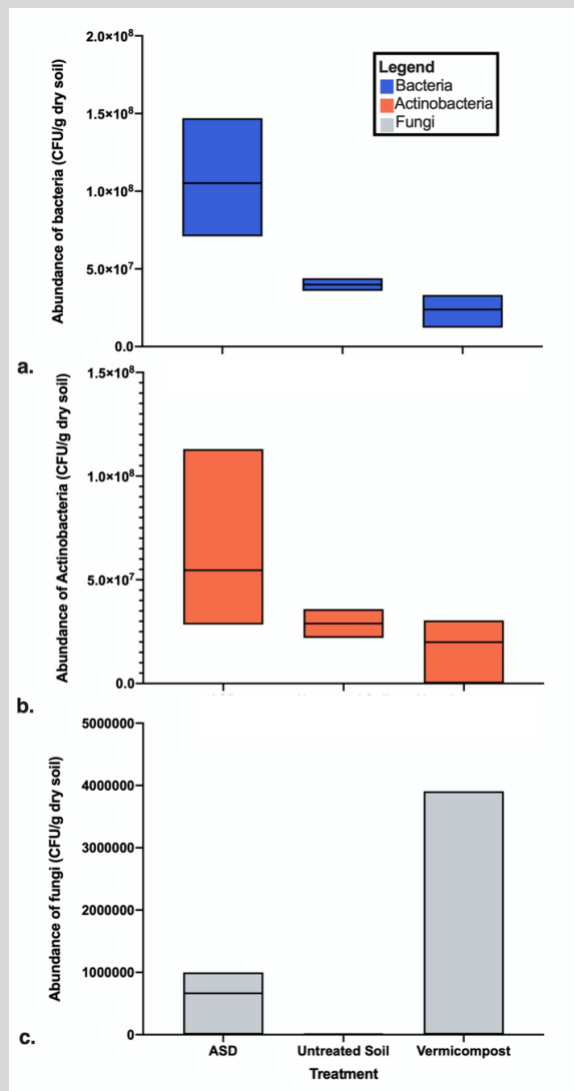 2.0×10⁸
Legend
Bacteria
Actinobacteria
Fungi
1.5×10⁸
1.0×10⁸
5.0×10⁷
0.0
Abundance of bacteria (CFU/g dry soil)
a.
1.5×10⁸
1.0×10⁸
5.0×10⁷
0.0
Abundance of Actinobacteria (CFU/g dry soil)
b.
5000000
4000000
3000000
2000000
1000000
0
Abundance of fungi (CFU/g dry soil)
c.
ASD Untreated Soil Vermicompost
Treatment